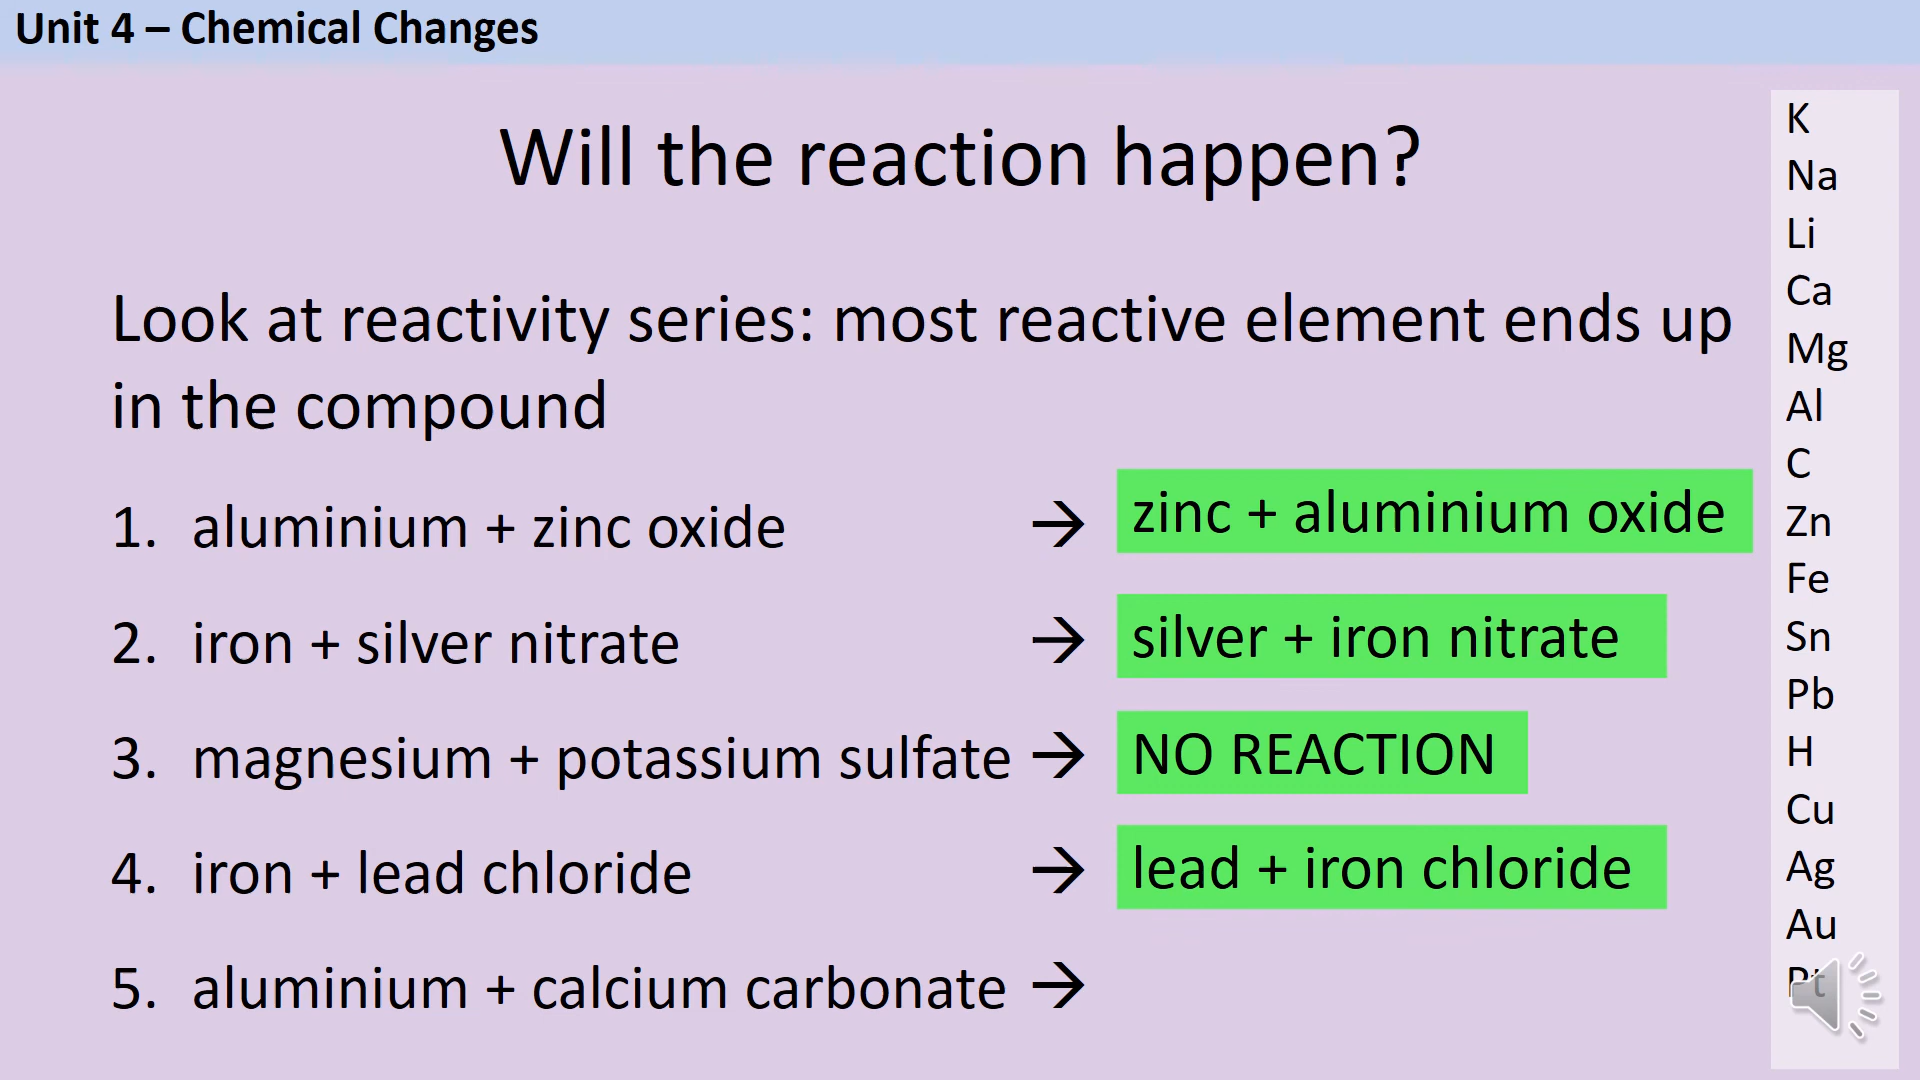 Unit 4 – Chemical Changes
Will the reaction happen?
Look at reactivity series: most reactive element ends up
in the compound
1. aluminium + zinc oxide → zinc + aluminium oxide
2. iron + silver nitrate → silver + iron nitrate
3. magnesium + potassium sulfate → NO REACTION
4. iron + lead chloride → lead + iron chloride
5. aluminium + calcium carbonate →
K
Na
Li
Ca
Mg
Al
C
Zn
Fe
Sn
Pb
H
Cu
Ag
Au
Pt